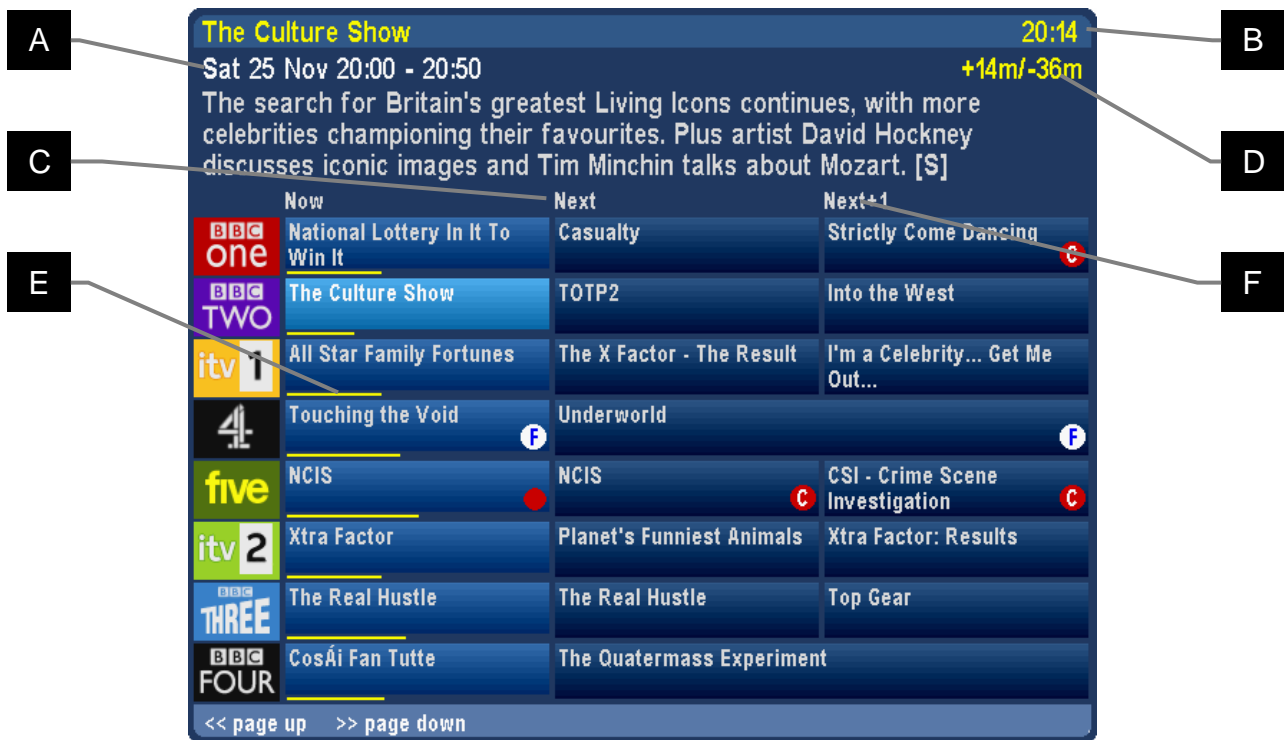 A
The Culture Show 20:14
B
Sat 25 Nov 20:00 - 20:50 +14m/-36m
The search for Britain's greatest Living Icons continues, with more
celebrities championing their favourites. Plus artist David Hockney
discusses iconic images and Tim Minchin talks about Mozart. [S]
C
D
Now Next Next+1
BBC one National Lottery In It To Win It Casualty Strictly Come Dancing C
E
F
BBC TWO The Culture Show TOTP2 Into the West
itv 1 All Star Family Fortunes The X Factor - The Result I'm a Celebrity... Get Me Out...
4 Touching the Void F Underworld F
five NCIS NCIS C CSI - Crime Scene Investigation C
itv 2 Xtra Factor Planet's Funniest Animals Xtra Factor: Results
BBC THREE The Real Hustle The Real Hustle Top Gear
BBC FOUR CosÁi Fan Tutte The Quatermass Experiment
<< page up >> page down